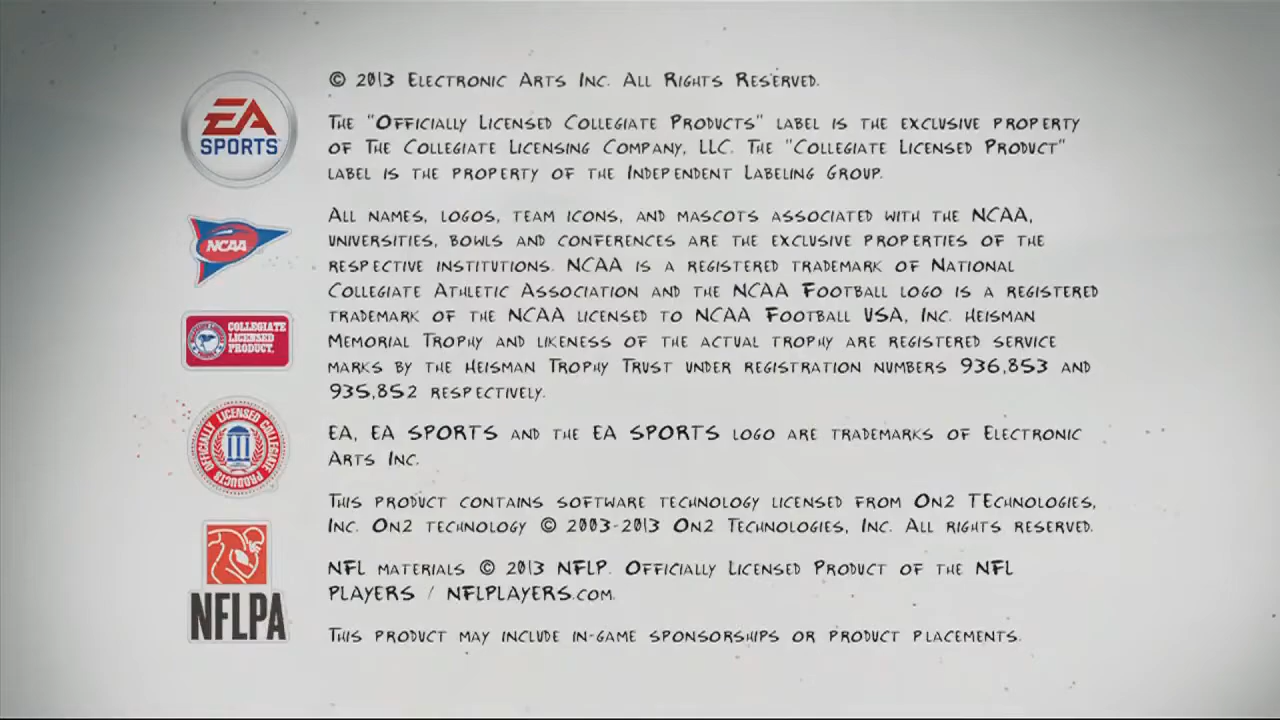 © 2013 Electronic Arts Inc. All Rights Reserved.
The "Officially Licensed Collegiate Products" label is the exclusive property
of The Collegiate Licensing Company, LLC. The "Collegiate Licensed Product"
label is the property of the Independent Labeling Group.
All names, logos, team icons, and mascots associated with the NCAA,
universities, bowls and conferences are the exclusive properties of the
respective institutions. NCAA is a registered trademark of National
Collegiate Athletic Association and the NCAA Football logo is a registered
trademark of the NCAA licensed to NCAA Football USA, Inc. Heisman
Memorial Trophy and likeness of the actual trophy are registered service
marks by the Heisman Trophy Trust under registration numbers 936,853 and
935,852 respectively.
EA, EA SPORTS and the EA SPORTS logo are trademarks of Electronic
Arts Inc.
This product contains software technology licensed from On2 TEchnologies,
Inc. On2 technology © 2003-2013 On2 Technologies, Inc. All rights reserved.
NFL materials © 2013 NFLP. Officially Licensed Product of the NFL
PLAYERS / NFLPLAYERS.com.
This product may include in-game sponsorships or product placements.
EA
SPORTS
NCAA
COLLEGIATE
LICENSED
PRODUCT.
OFFICIALLY LICENSED COLLEGIATE PRODUCTS
NFLPA